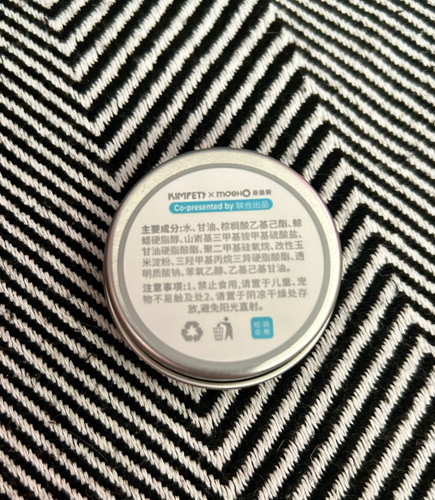 KIMPETS × MOEHO
Co-presented by 联合出品
主要成分:水、甘油、棕榈酸乙基己酯、鲸
蜡硬脂醇、山嵛基三甲基铵甲基硫酸盐、
甘油硬脂酸酯、聚二甲基硅氧烷、改性玉
米淀粉、三羟甲基丙烷三异硬脂酸酯、透
明质酸钠、苯氧乙醇、乙基己基甘油。
注意事项:1、禁止食用,请置于儿童、宠
物不易触及处2、请置于阴凉干燥处存
放,避免阳光直射。
检验
合格